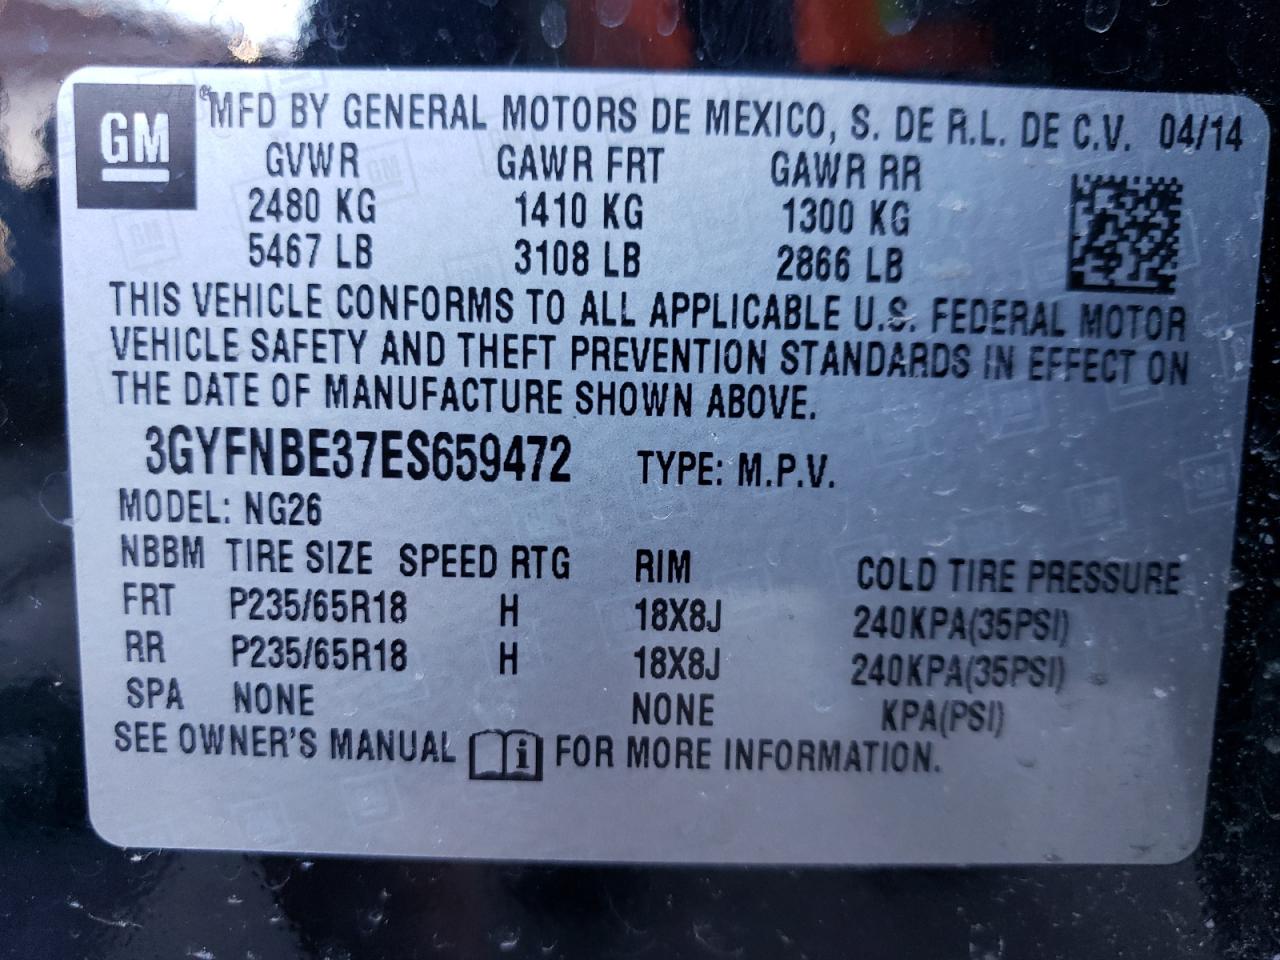 GM ® MFD BY GENERAL MOTORS DE MEXICO, S. DE R.L. DE C.V. 04/14
GVWR GAWR FRT GAWR RR
2480 KG 1410 KG 1300 KG
5467 LB 3108 LB 2866 LB
THIS VEHICLE CONFORMS TO ALL APPLICABLE U.S. FEDERAL MOTOR
VEHICLE SAFETY AND THEFT PREVENTION STANDARDS IN EFFECT ON
THE DATE OF MANUFACTURE SHOWN ABOVE.
3GYFNBE37ES659472 TYPE: M.P.V.
MODEL: NG26
NBBM TIRE SIZE SPEED RTG RIM COLD TIRE PRESSURE
FRT P235/65R18 H 18X8J 240KPA(35PSI)
RR P235/65R18 H 18X8J 240KPA(35PSI)
SPA NONE NONE KPA(PSI)
SEE OWNER'S MANUAL i FOR MORE INFORMATION.